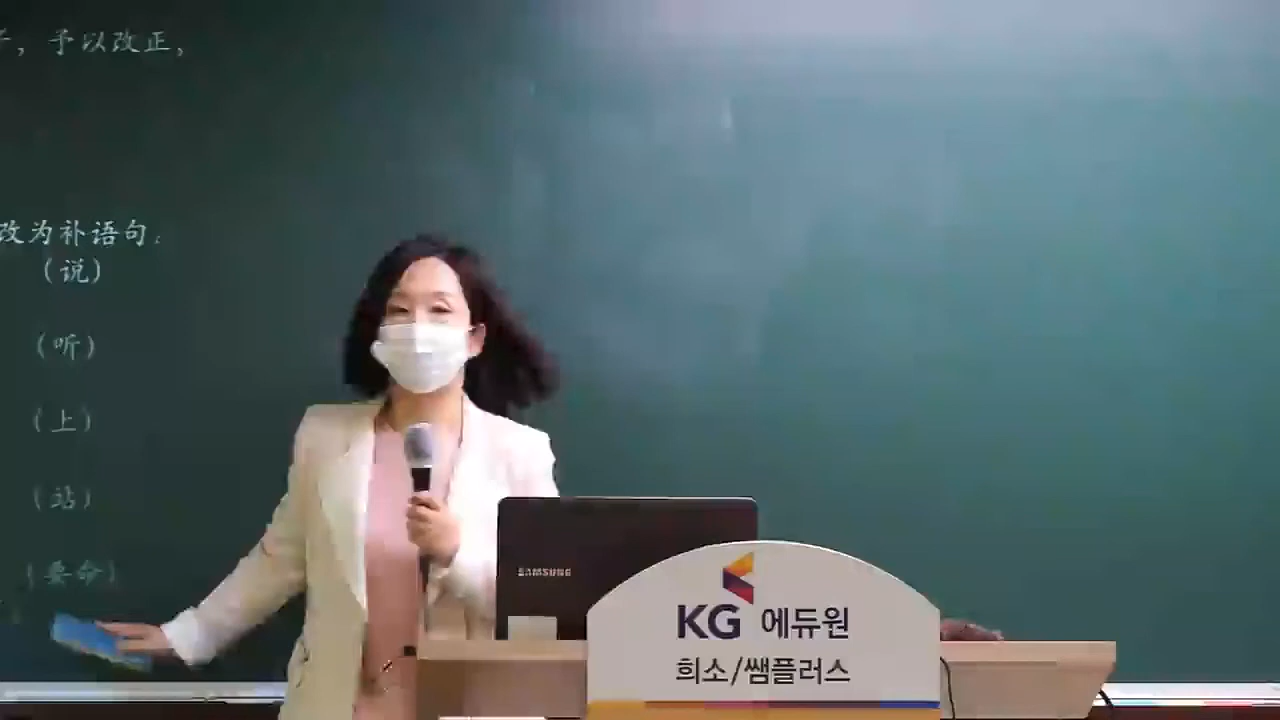 ，予以改正，
改为补语句：
（说）
（听）
（上）
（站）
（要命）
SAMSUNG
KG 에듀원
희소/쌤플러스